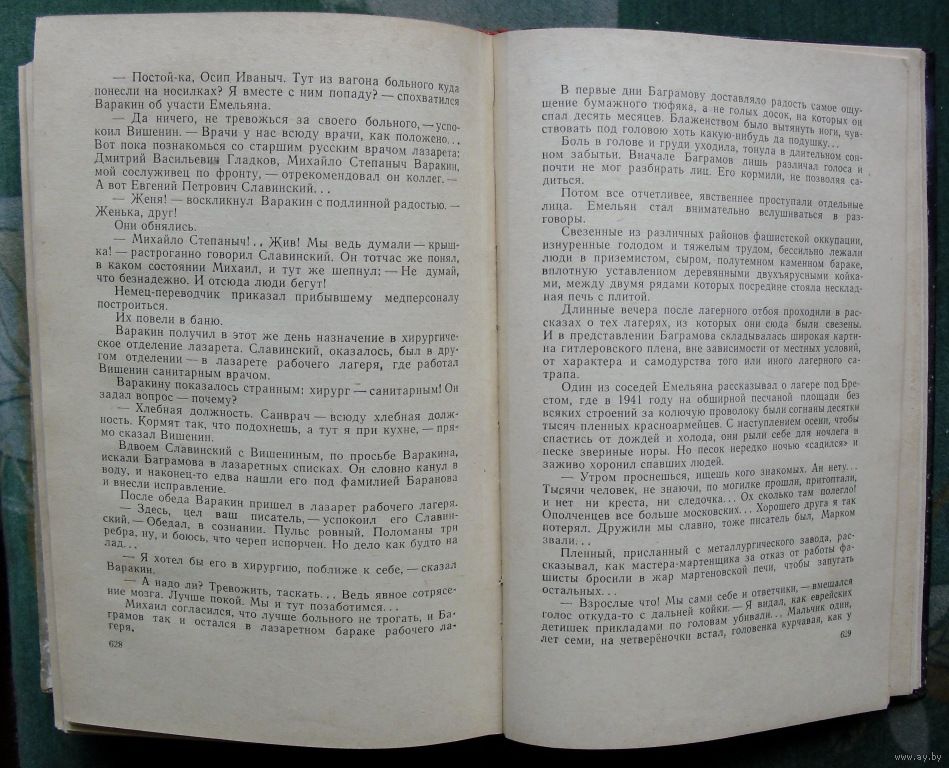 — Постой-ка, Осип Иваныч. Тут из вагона больного куда
понесли на носилках? Я вместе с ним попаду? — спохватился
Варакин об участи Емельяна.
— Да ничего, не тревожься за своего больного, — успо-
коил Вишенин. — Врачи у нас всюду врачи, как положено...
Вот пока познакомься со старшим русским врачом лазарета:
Дмитрий Васильевич Гладков, Михайло Степаныч Варакин,
мой сослуживец по фронту, — отрекомендовал он коллег. —
А вот Евгений Петрович Славинский...
— Женя! — воскликнул Варакин с подлинной радостью. —
Женька, друг!
Они обнялись.
— Михайло Степаныч!.. Жив! Мы ведь думали — крыш-
ка! — растроганно говорил Славинский. Он тотчас же понял,
в каком состоянии Михаил, и тут же шепнул: — Не думай,
что безнадежно. И отсюда люди бегут!
Немец-переводчик приказал прибывшему медперсоналу
построиться.
Их повели в баню.
Варакин получил в этот же день назначение в хирургиче-
ское отделение лазарета. Славинский, оказалось, был в дру-
гом отделении — в лазарете рабочего лагеря, где работал
Вишенин санитарным врачом.
Варакину показалось странным: хирург — санитарным! Он
задал вопрос — почему?
— Хлебная должность. Санврач — всюду хлебная долж-
ность. Кормят так, что подохнешь, а тут я при кухне, — пря-
мо сказал Вишенин.
Вдвоем Славинский с Вишениным, по просьбе Варакина,
искали Баграмова в лазаретных списках. Он словно канул в
воду, и наконец-то едва нашли его под фамилией Баранова
и внесли исправление.
После обеда Варакин пришел в лазарет рабочего лагеря.
— Здесь, цел ваш писатель, — успокоил его Славин-
ский. — Обедал, в сознании. Пульс ровный. Поломаны три
ребра, ну, и боюсь, что череп испорчен. Но дело как будто на
лад...
— Я хотел бы его в хирургию, поближе к себе, — сказал
Варакин.
— А надо ли? Тревожить, таскать... Ведь явное сотрясе-
ние мозга. Лучше покой. Мы и тут позаботимся...
Михаил согласился, что лучше больного не трогать, и Ба-
грамов так и остался в лазаретном бараке рабочего ла-
геря.
628
В первые дни Баграмову доставляло радость самое ощу-
щение бумажного тюфяка, а не голых досок, на которых он
спал десять месяцев. Блаженством было вытянуть ноги, чув-
ствовать под головою хоть какую-нибудь да подушку...
Боль в голове и груди уходила, тонула в длительном сон-
ном забытьи. Вначале Баграмов лишь различал голоса и
почти не мог разбирать лиц. Его кормили, не позволяя са-
диться.
Потом все отчетливее, явственнее проступали отдельные
лица. Емельян стал внимательно вслушиваться в раз-
говоры.
Свезенные из различных районов фашистской оккупации,
изнуренные голодом и тяжелым трудом, бессильно лежали
люди в приземистом, сыром, полутемном каменном бараке,
вплотную уставленном деревянными двухъярусными койка-
ми, между двумя рядами которых посредине стояла несклад-
ная печь с плитой.
Длинные вечера после лагерного отбоя проходили в рас-
сказах о тех лагерях, из которых они сюда были свезены.
И в представлении Баграмова складывалась широкая карти-
на гитлеровского плена, вне зависимости от местных условий,
от характера и самодурства того или иного лагерного са-
трапа.
Один из соседей Емельяна рассказывал о лагере под Бре-
стом, где в 1941 году на обширной песчаной площади без
всяких строений за колючую проволоку были согнаны десятки
тысяч пленных красноармейцев. С наступлением осени, чтобы
спастись от дождей и холода, они рыли себе для ночлега в
песке звериные норы. Но песок нередко ночью «садился» и
заживо хоронил спавших людей.
— Утром проснешься, ищешь кого знакомых. Ан нету...
Тысячи человек, не знаючи, по могилке прошли, притоптали,
и нет ни креста, ни следочка... Ох сколько там полегло!
Ополченцев все больше московских... Хорошего друга я так
потерял. Дружили мы славно, тоже писатель был, Марком
звали...
Пленный, присланный с металлургического завода, рас-
сказывал, как мастера-мартенщика за отказ от работы фа-
шисты бросили в жар мартеновской печи, чтобы запугать
остальных...
— Взрослые что! Мы сами себе и ответчики, — вмешался
голос откуда-то с дальней койки. — Я видал, как еврейских
детишек прикладами по головам убивали... Мальчик один,
лет семи, на четвереночки встал, головенка курчавая, как у
629
www.ay.by